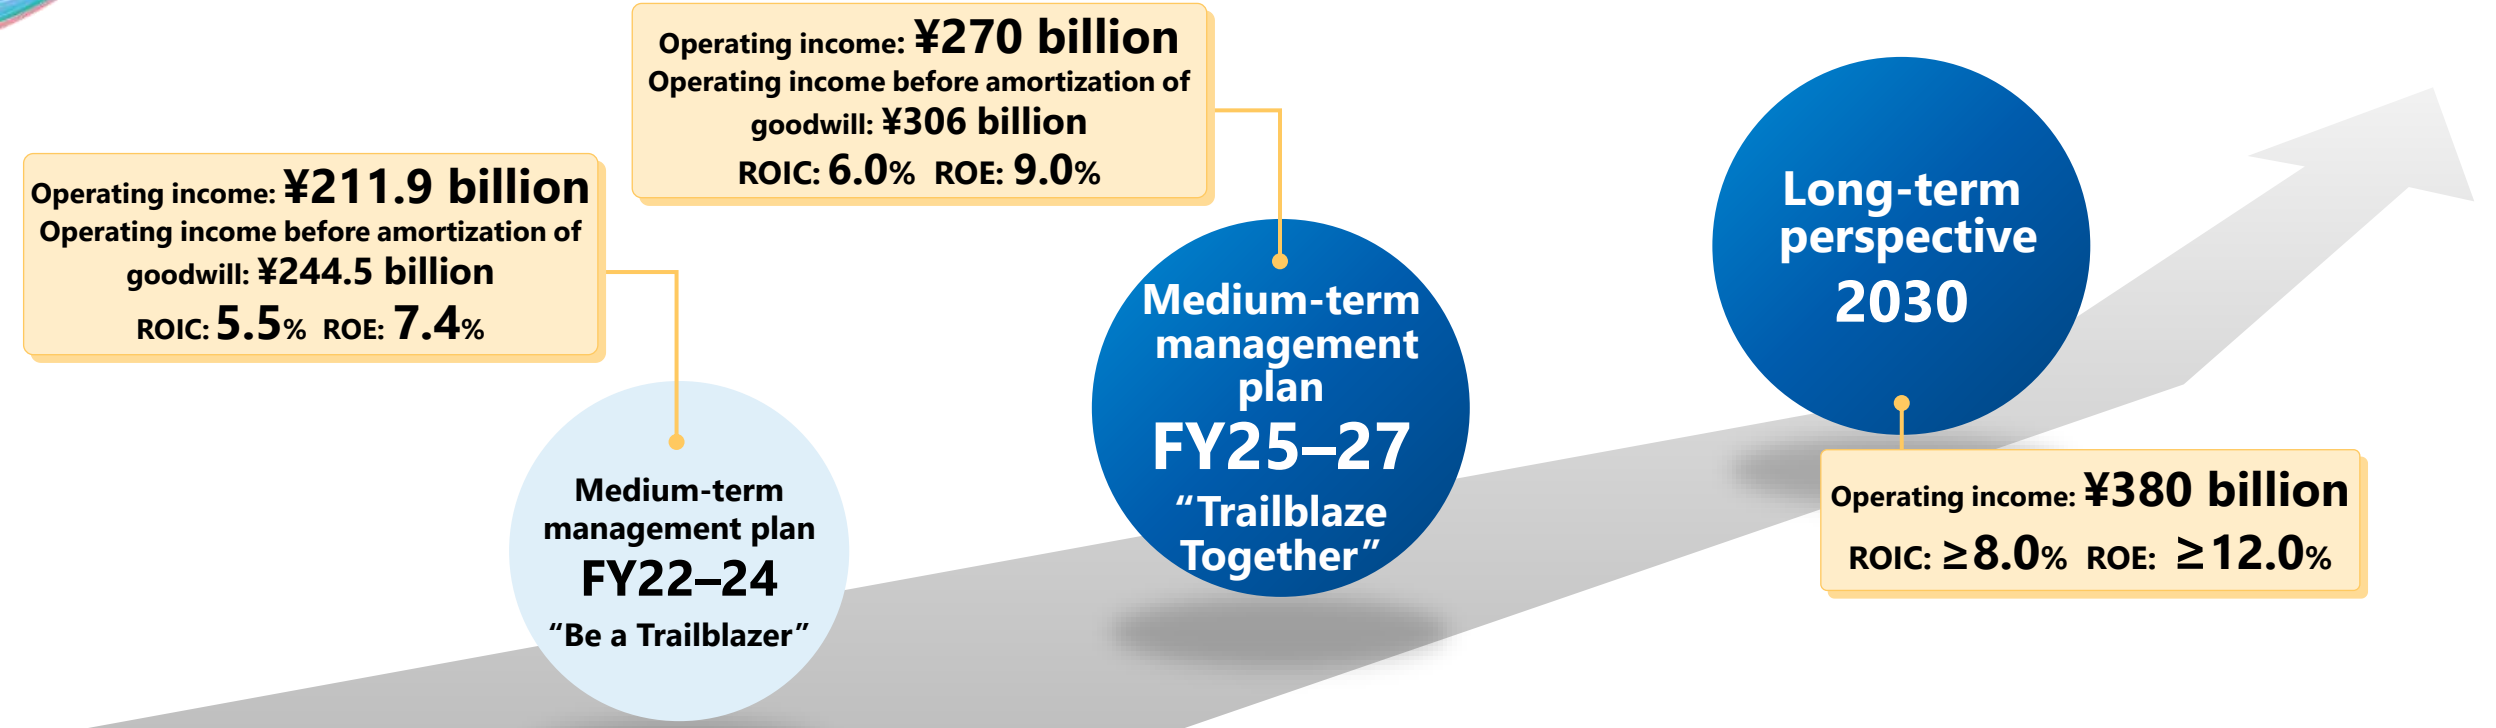 Operating income: ¥211.9 billion
Operating income before amortization of
goodwill: ¥244.5 billion
ROIC: 5.5% ROE: 7.4%
Medium-term
management plan
FY22–24
“Be a Trailblazer”
Operating income: ¥270 billion
Operating income before amortization of
goodwill: ¥306 billion
ROIC: 6.0% ROE: 9.0%
Medium-term
management
plan
FY25–27
“Trailblaze
Together”
Long-term
perspective
2030
Operating income: ¥380 billion
ROIC: ≥8.0% ROE: ≥12.0%